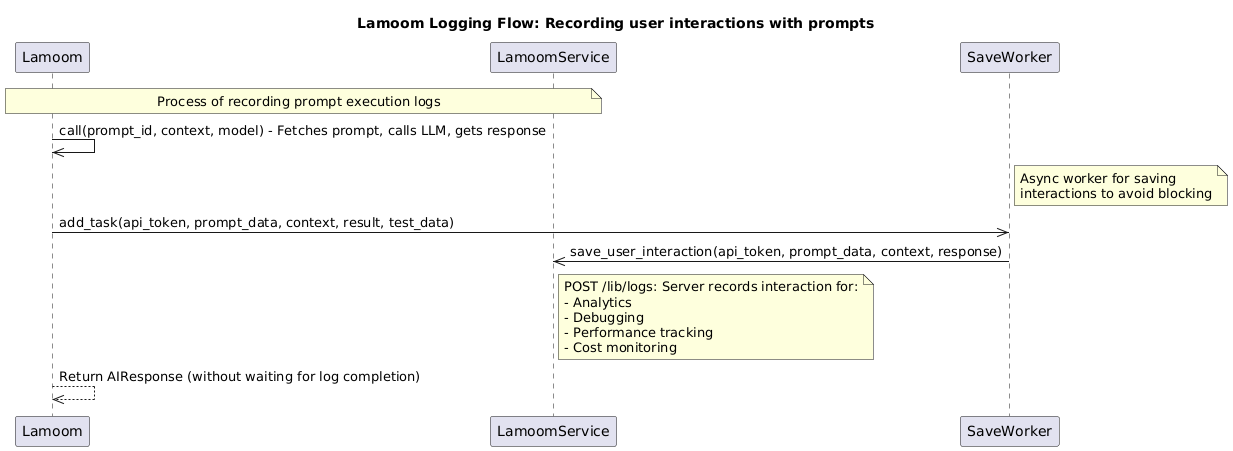 Lamoom Logging Flow: Recording user interactions with prompts
Lamoom
LamoomService
SaveWorker
Process of recording prompt execution logs
call(prompt_id, context, model) - Fetches prompt, calls LLM, gets response
Async worker for saving
interactions to avoid blocking
add_task(api_token, prompt_data, context, result, test_data)
save_user_interaction(api_token, prompt_data, context, response)
POST /lib/logs: Server records interaction for:
- Analytics
- Debugging
- Performance tracking
- Cost monitoring
Return AIResponse (without waiting for log completion)
Lamoom
LamoomService
SaveWorker